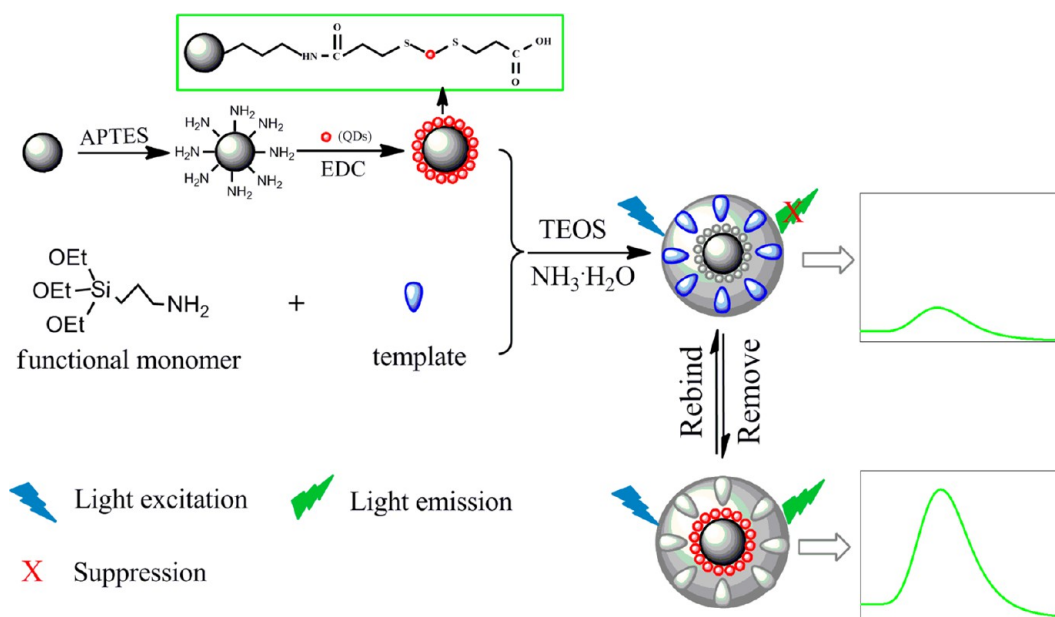 O
HN
C
S
S
C
OH
O
APTES
NH₂
H₂N
NH₂
H₂N
NH₂
H₂N
NH₂
NH₂
(QDs)
EDC
TEOS
NH₃·H₂O
X
OEt
OEt
Si
NH₂
OEt
+
functional monomer
template
Rebind
Remove
Light excitation
Light emission
X
Suppression